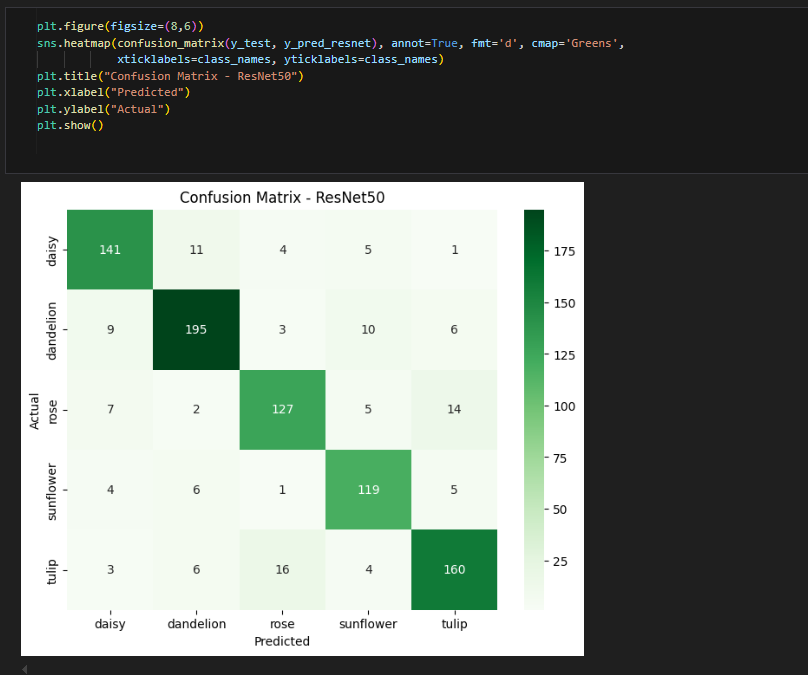 plt.figure(figsize=(8,6))
sns.heatmap(confusion_matrix(y_test, y_pred_resnet), annot=True, fmt='d', cmap='Greens',
xticklabels=class_names, yticklabels=class_names)
plt.title("Confusion Matrix - ResNet50")
plt.xlabel("Predicted")
plt.ylabel("Actual")
plt.show()
Confusion Matrix - ResNet50
daisy 141 11 4 5 1
dandelion 9 195 3 10 6
rose 7 2 127 5 14
sunflower 4 6 1 119 5
tulip 3 6 16 4 160
Actual
daisy dandelion rose sunflower tulip
Predicted
175
150
125
100
75
50
25